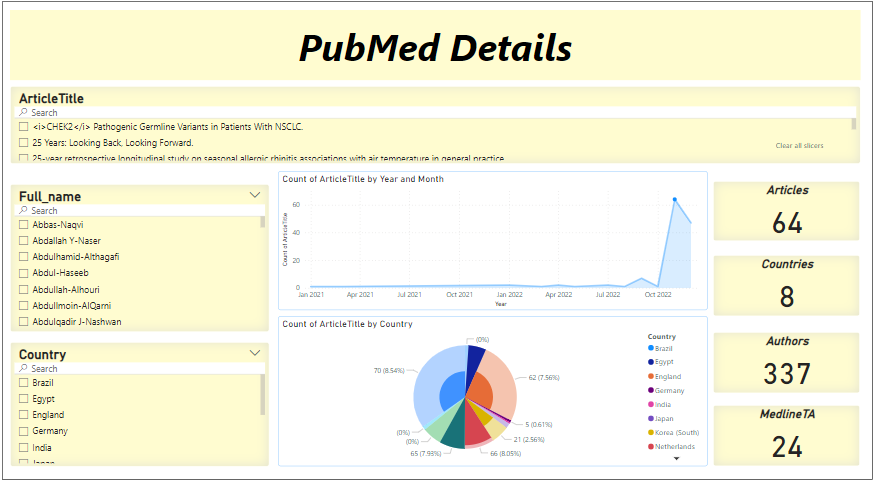 PubMed Details
ArticleTitle
Search
<i>CHEK2</i> Pathogenic Germline Variants in Patients With NSCLC.
25 Years: Looking Back, Looking Forward.
25-year retrospective longitudinal study on seasonal allergic rhinitis associations with air temperature in general practice.
Clear all slicers
Full_name
Search
Abbas-Naqvi
Abdallah Y-Naser
Abdulhamid-Althagafi
Abdul-Haseeb
Abdullah-Alhouri
Abdullmoin-AlQarni
Abdulqadir J-Nashwan
Country
Search
Brazil
Egypt
England
Germany
India
Japan
Count of ArticleTitle by Year and Month
Count of ArticleTitle
60
40
20
0
Jan 2021
Apr 2021
Jul 2021
Oct 2021
Jan 2022
Apr 2022
Jul 2022
Oct 2022
Year
Count of ArticleTitle by Country
(0%)
62 (7.56%)
5 (0.61%)
21 (2.56%)
66 (8.05%)
65 (7.93%)
(0%)
(0%)
70 (8.54%)
Country
Brazil
Egypt
England
Germany
India
Japan
Korea (South)
Netherlands
Articles
64
Countries
8
Authors
337
MedlineTA
24